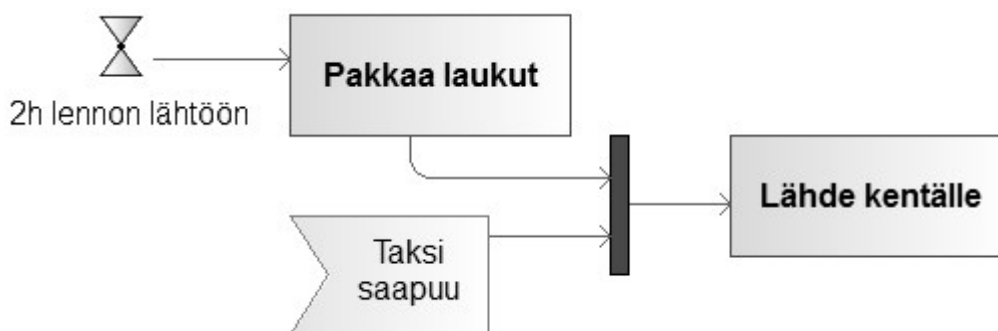 Pakkaa laukut
2h lennon lähtöön
Lähde kentälle
Taksi
saapuu